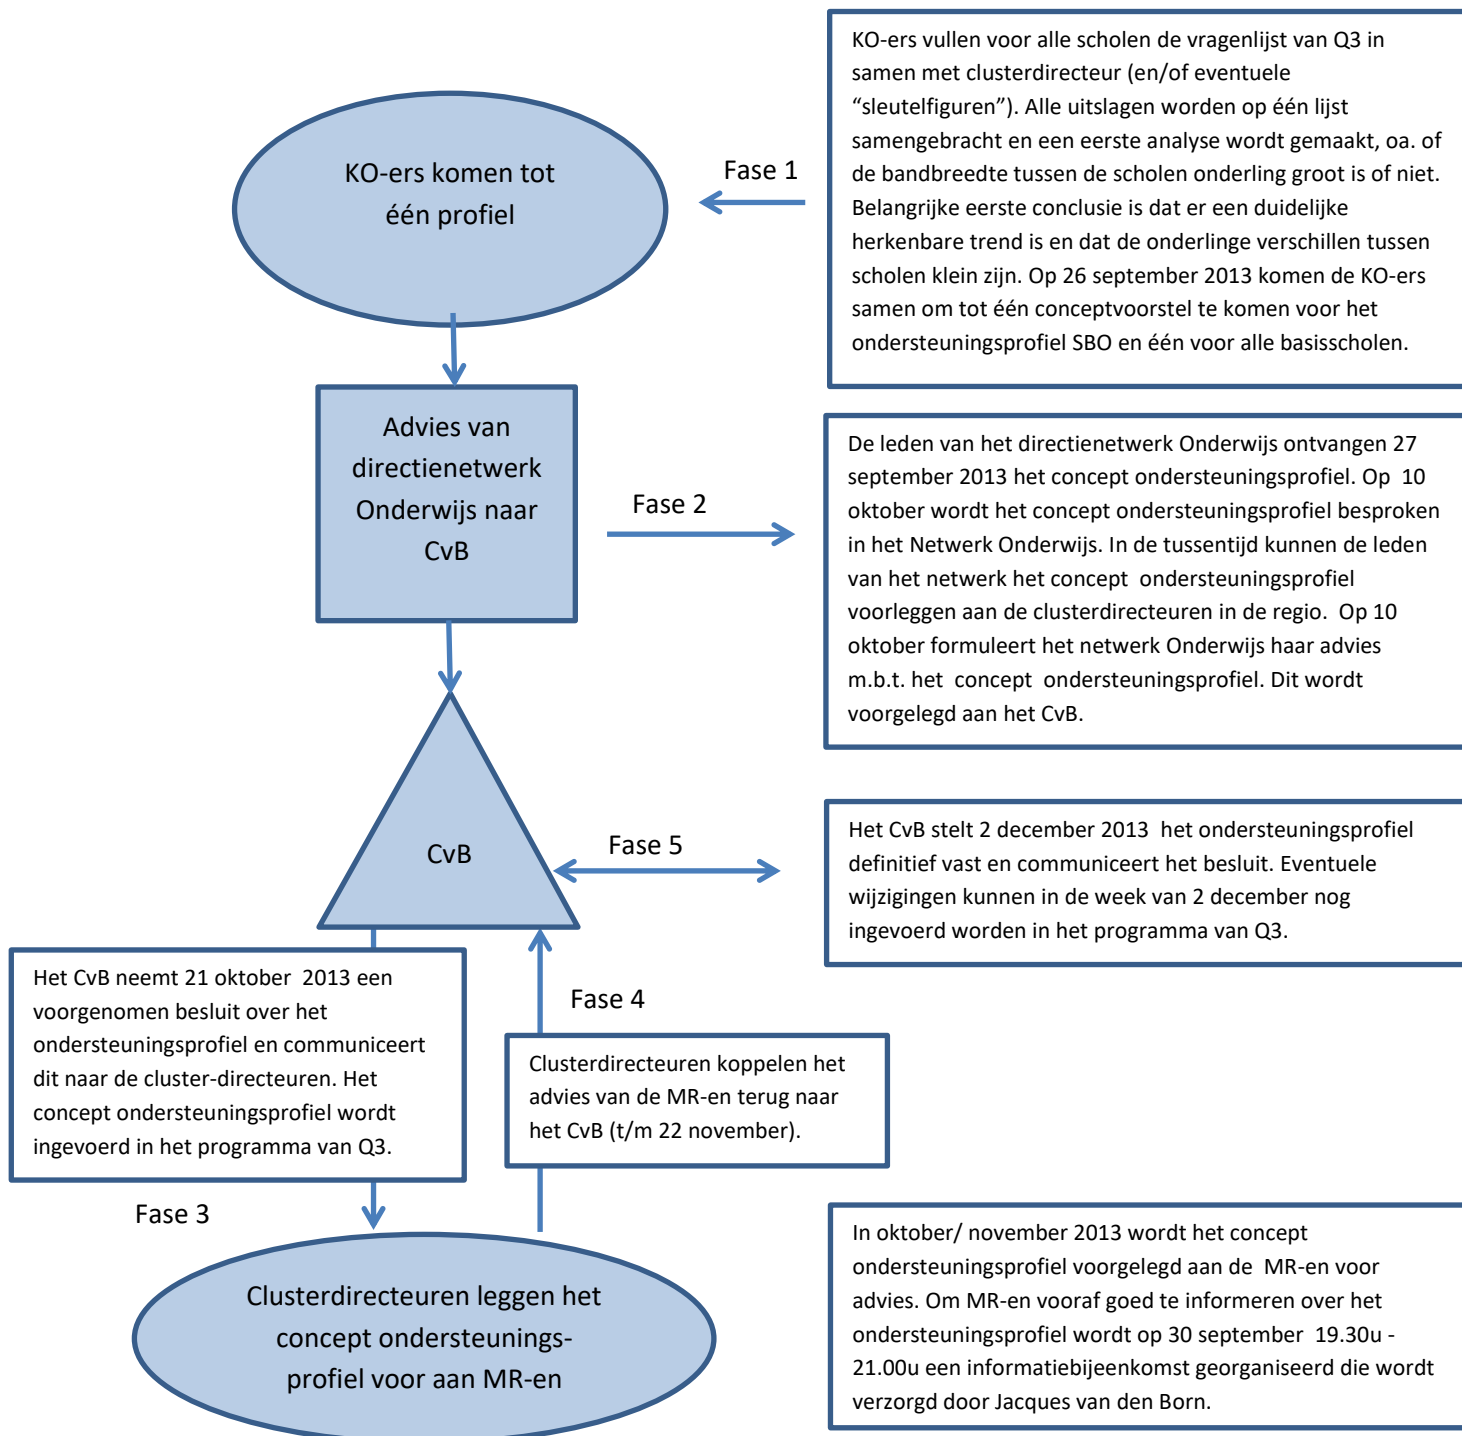 KO-ers vullen voor alle scholen de vragenlijst van Q3 in
samen met clusterdirecteur (en/of eventuele
“sleutelfiguren”). Alle uitslagen worden op één lijst
samengebracht en een eerste analyse wordt gemaakt, oa. of
de bandbreedte tussen de scholen onderling groot is of niet.
Belangrijke eerste conclusie is dat er een duidelijke
herkenbare trend is en dat de onderlinge verschillen tussen
scholen klein zijn. Op 26 september 2013 komen de KO-ers
samen om tot één conceptvoorstel te komen voor het
ondersteuningsprofiel SBO en één voor alle basisscholen.
Fase 1
KO-ers komen tot
één profiel
Advies van
directienetwerk
Onderwijs naar
CvB
Fase 2
De leden van het directienetwerk Onderwijs ontvangen 27
september 2013 het concept ondersteuningsprofiel. Op  10
oktober wordt het concept ondersteuningsprofiel besproken
in het Netwerk Onderwijs. In de tussentijd kunnen de leden
van het netwerk het concept  ondersteuningsprofiel
voorleggen aan de clusterdirecteuren in de regio.  Op 10
oktober formuleert het netwerk Onderwijs haar advies
m.b.t. het  concept  ondersteuningsprofiel. Dit wordt
voorgelegd aan het CvB.
CvB
Fase 5
Het CvB stelt 2 december 2013  het ondersteuningsprofiel
definitief vast en communiceert het besluit. Eventuele
wijzigingen kunnen in de week van 2 december nog
ingevoerd worden in het programma van Q3.
Het CvB neemt 21 oktober  2013 een
voorgenomen besluit over het
ondersteuningsprofiel en communiceert
dit naar de cluster-directeuren. Het
concept ondersteuningsprofiel wordt
ingevoerd in het programma van Q3.
Fase 4
Clusterdirecteuren koppelen het
advies van de MR-en terug naar
het CvB (t/m 22 november).
Fase 3
Clusterdirecteuren leggen het
concept ondersteunings-
profiel voor aan MR-en
In oktober/ november 2013 wordt het concept
ondersteuningsprofiel voorgelegd aan de  MR-en voor
advies. Om MR-en vooraf goed te informeren over het
ondersteuningsprofiel wordt op 30 september  19.30u -
21.00u een informatiebijeenkomst georganiseerd die wordt
verzorgd door Jacques van den Born.